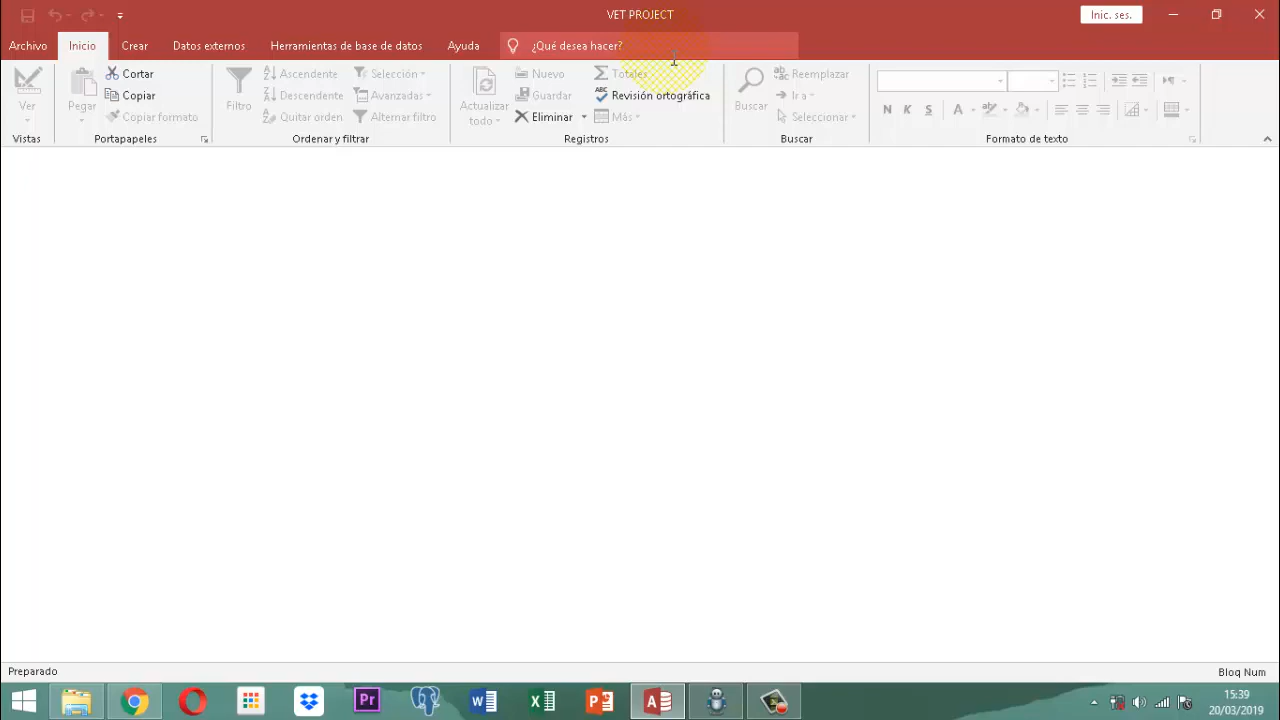 VET PROJECT
Inic. ses.
Archivo Inicio Crear Datos externos Herramientas de base de datos Ayuda ¿Qué desea hacer?
Ver
Vistas
Pegar
Cortar
Copiar
Copiar formato
Portapapeles
Filtro
Ascendente
Descendente
Quitar orden
Selección
Avanzadas
Alternar filtro
Ordenar y filtrar
Actualizar
todo
Nuevo
Guardar
Eliminar
Totales
Revisión ortográfica
Más
Registros
Buscar
Reemplazar
Ir a
Seleccionar
Buscar
N K S A
Formato de texto
Preparado
Bloq Num
Pr
15:39
20/03/2019